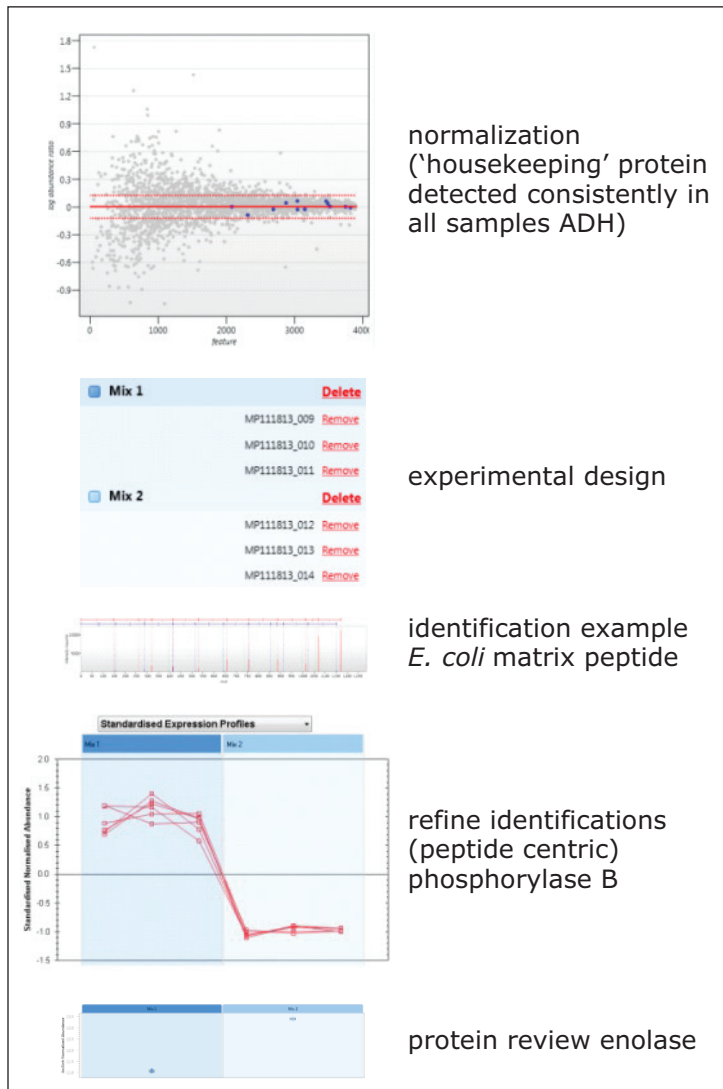 1.8
1.5
1.2
0.9
0.6
0.3
0
-0.3
-0.6
-0.9
log abundance ratio
0 1000 2000 3000 4000
feature
normalization
(‘housekeeping’ protein
detected consistently in
all samples ADH)
Mix 1 Delete
MP111813_009 Remove
MP111813_010 Remove
MP111813_011 Remove
Mix 2 Delete
MP111813_012 Remove
MP111813_013 Remove
MP111813_014 Remove
experimental design
identification example
E. coli matrix peptide
Standardised Expression Profiles
Mix 1 Mix 2
2.0
1.5
1.0
0.5
0.0
-0.5
-1.0
-1.5
Standardised Normalised Abundance
refine identifications
(peptide centric)
phosphorylase B
protein review enolase